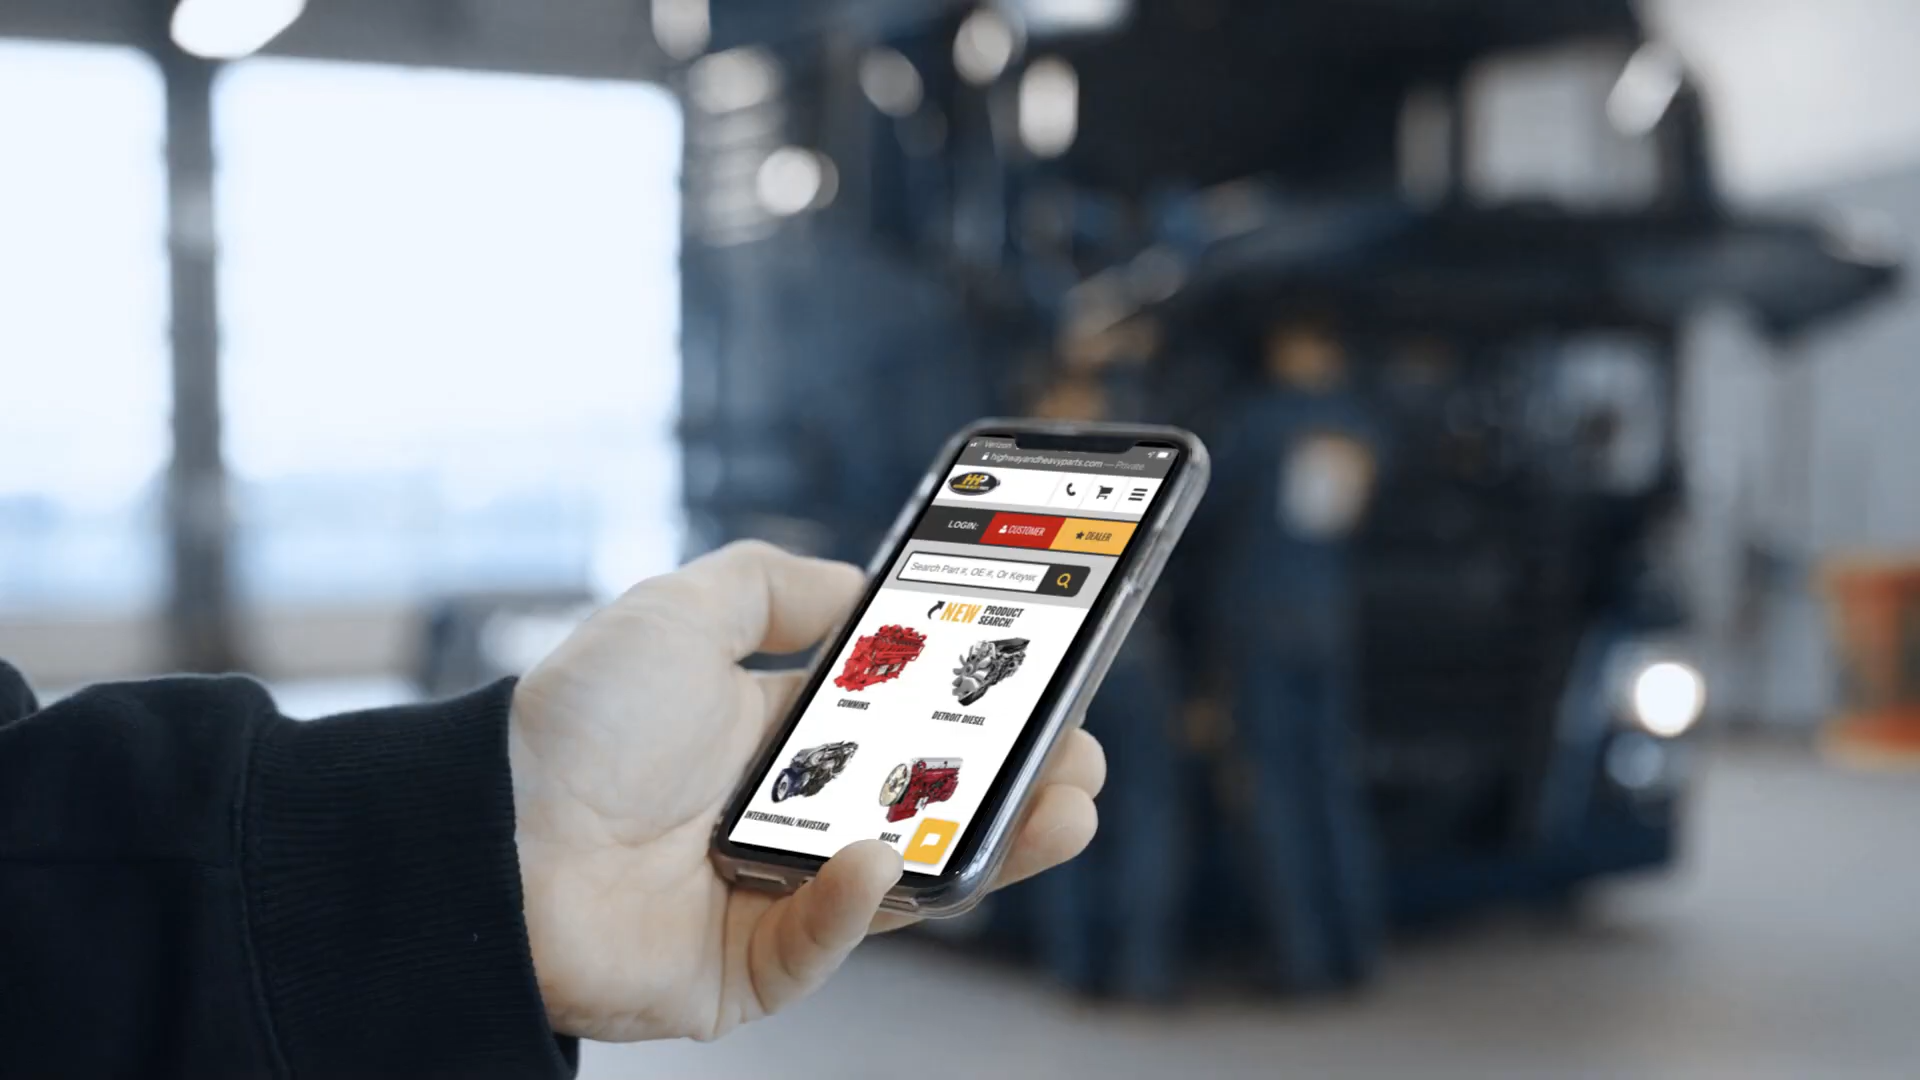 Verizon
highwayandheavyparts.com — Private
HHP
LOGIN: CUSTOMER DEALER
Search Part #, OE #, Or Keywo
NEW PRODUCT SEARCH!
CUMMINS
DETROIT DIESEL
INTERNATIONAL/NAVISTAR
MACK